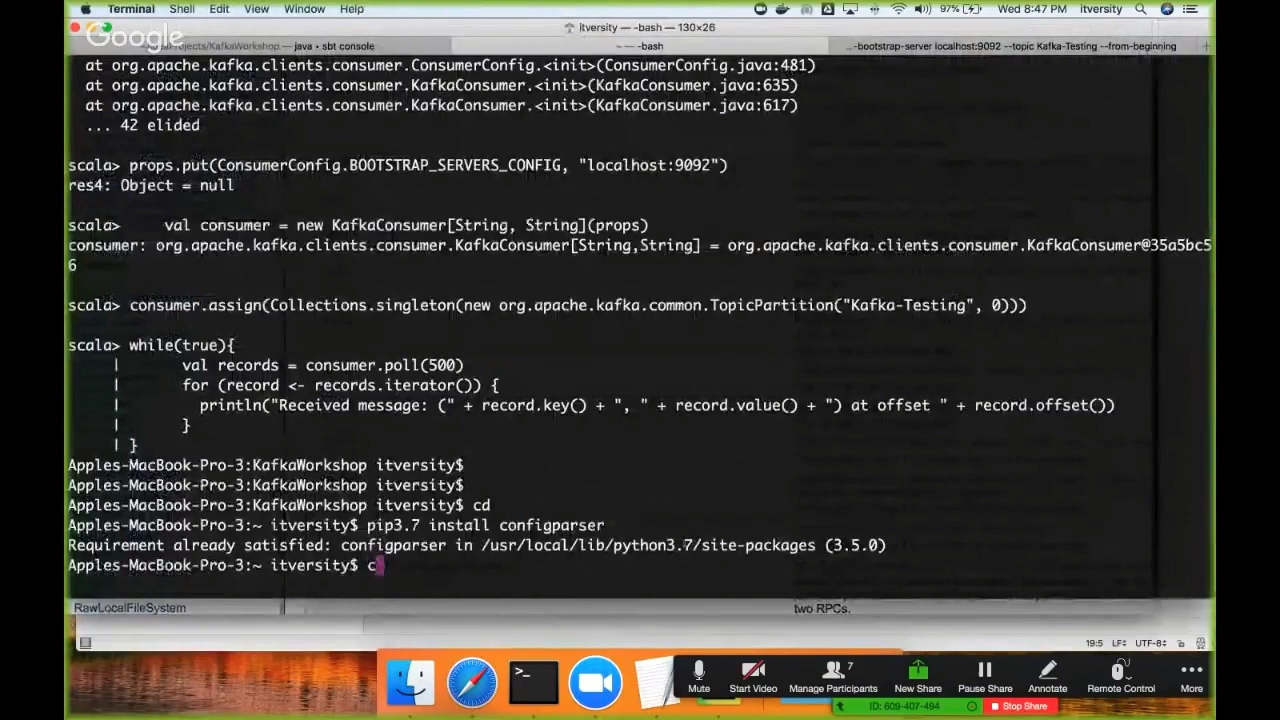 Terminal Shell Edit View Window Help 97% Wed 8:47 PM itversity
itversity — -bash — 130×26
Google
Projects/KafkaWorkshop — java • sbt console ~ — -bash ...-bootstrap-server localhost:9092 --topic Kafka-Testing --from-beginning +
at org.apache.kafka.clients.consumer.ConsumerConfig.<init>(ConsumerConfig.java:481)
at org.apache.kafka.clients.consumer.KafkaConsumer.<init>(KafkaConsumer.java:635)
at org.apache.kafka.clients.consumer.KafkaConsumer.<init>(KafkaConsumer.java:617)
... 42 elided
scala> props.put(ConsumerConfig.BOOTSTRAP_SERVERS_CONFIG, "localhost:9092")
res4: Object = null
scala>     val consumer = new KafkaConsumer[String, String](props)
consumer: org.apache.kafka.clients.consumer.KafkaConsumer[String,String] = org.apache.kafka.clients.consumer.KafkaConsumer@35a5bc5
6
scala> consumer.assign(Collections.singleton(new org.apache.kafka.common.TopicPartition("Kafka-Testing", 0)))
scala> while(true){
|       val records = consumer.poll(500)
|       for (record <- records.iterator()) {
|         println("Received message: (" + record.key() + ", " + record.value() + ") at offset " + record.offset())
|       }
| }
Apples-MacBook-Pro-3:KafkaWorkshop itversity$
Apples-MacBook-Pro-3:KafkaWorkshop itversity$
Apples-MacBook-Pro-3:KafkaWorkshop itversity$ cd
Apples-MacBook-Pro-3:~ itversity$ pip3.7 install configparser
Requirement already satisfied: configparser in /usr/local/lib/python3.7/site-packages (3.5.0)
Apples-MacBook-Pro-3:~ itversity$ c
RawLocalFileSystem two RPCs.
19:5 LF÷ UTF-8÷
>_
7
Mute Start Video Manage Participants New Share Pause Share Annotate Remote Control More
ID: 609-407-494 Stop Share